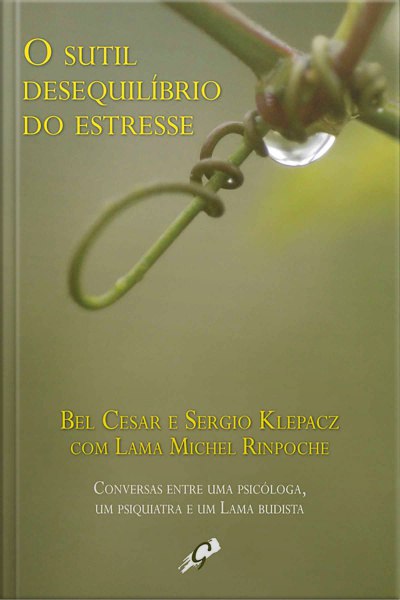 O SUTIL
DESEQUILÍBRIO
DO ESTRESSE
BEL CESAR E SERGIO KLEPACZ
COM LAMA MICHEL RINPOCHE
CONVERSAS ENTRE UMA PSICÓLOGA,
UM PSIQUIATRA E UM LAMA BUDISTA